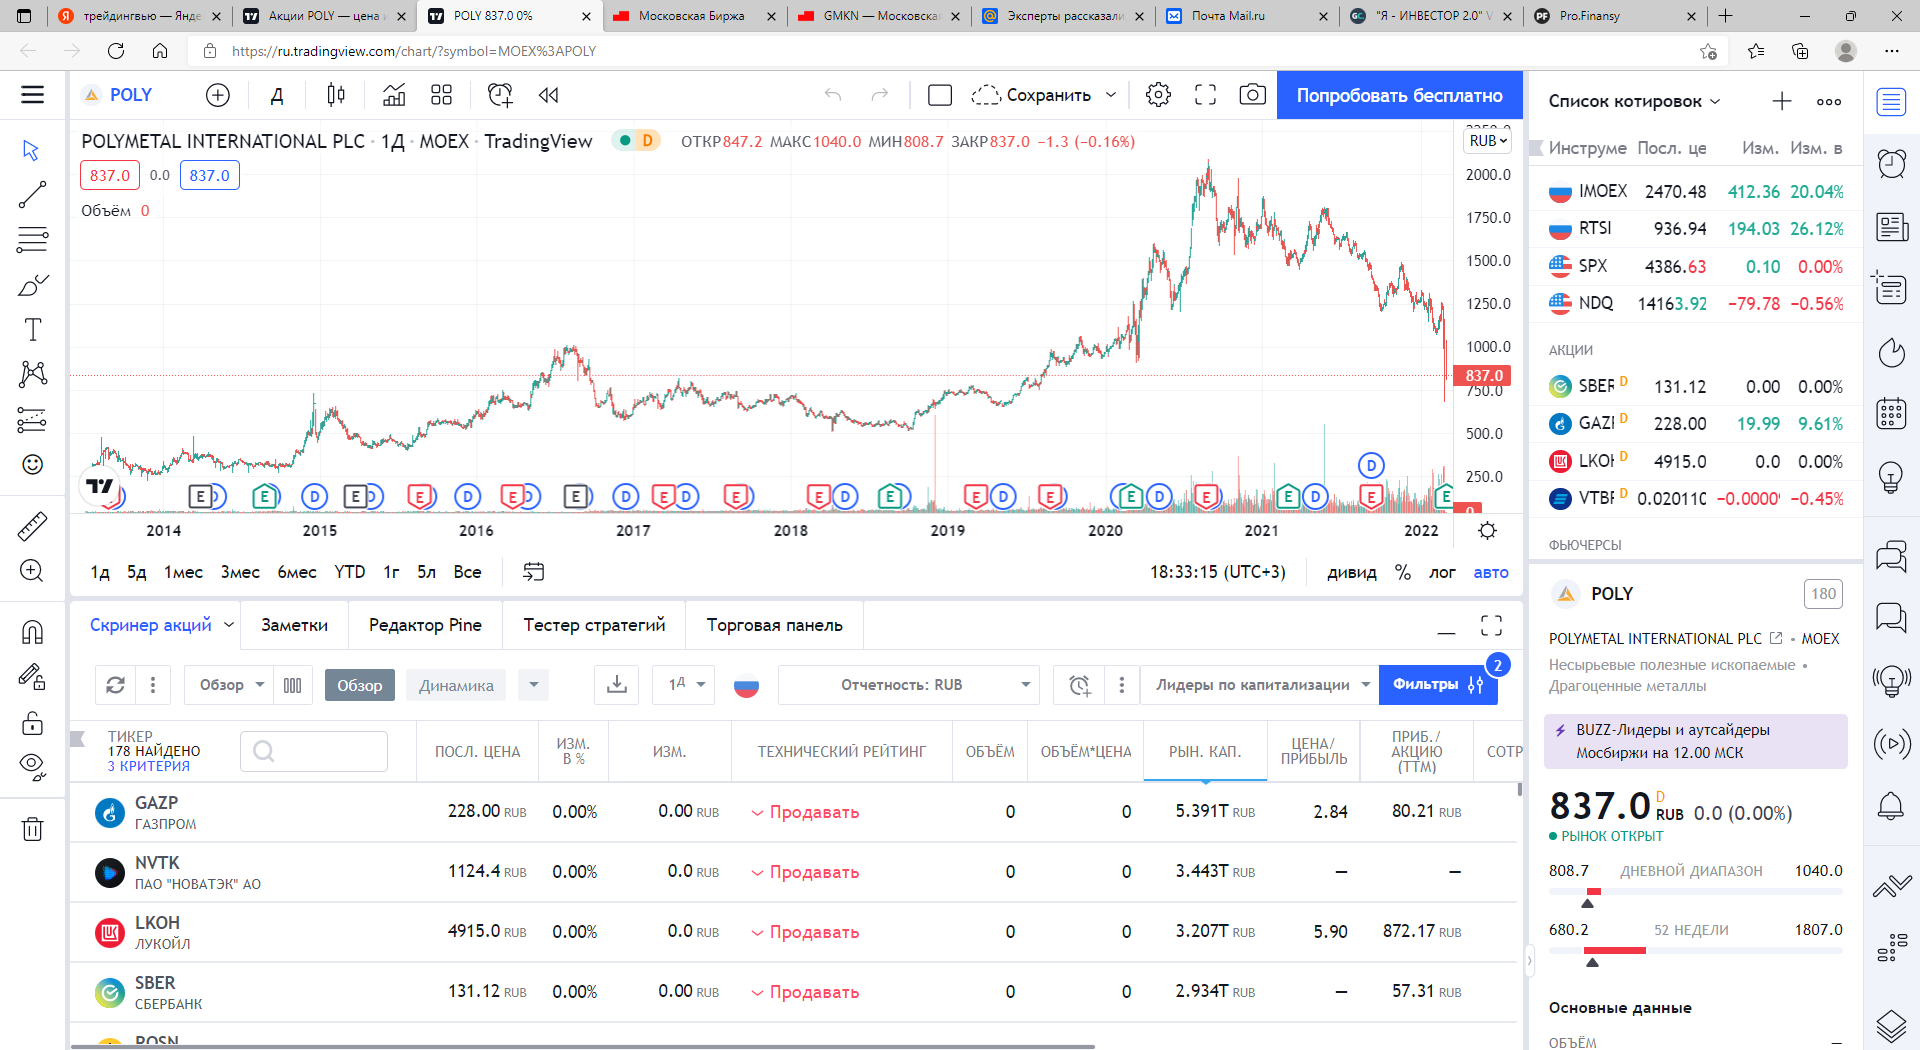 трейдингвью — Янде
Акции POLY — цена и
POLY 837.0 0%
Московская Биржа
GMKN — Московска
Эксперты рассказали
Почта Mail.ru
"Я - ИНВЕСТОР 2.0" V
Pro.Finansy
https://ru.tradingview.com/chart/?symbol=MOEX%3APOLY
POLY
Д
Сохранить
Попробовать бесплатно
POLYMETAL INTERNATIONAL PLC · 1Д · MOEX · TradingView
D
ОТКР847.2 МАКС1040.0 МИН808.7 ЗАКР837.0 −1.3 (−0.16%)
RUB
837.0 0.0 837.0
Объём 0
2000.0
1750.0
1500.0
1250.0
1000.0
837.0
750.0
500.0
250.0
0
E D E D E D E D E D E E D E D E E D E D E D E D E D E D E D D E E
2014 2015 2016 2017 2018 2019 2020 2021 2022
1д 5д 1мес 3мес 6мес YTD 1г 5л Все
18:33:15 (UTC+3) дивид % лог авто
Скринер акций Заметки Редактор Pine Тестер стратегий Торговая панель
Обзор Обзор Динамика 1Д Отчетность: RUB Лидеры по капитализации Фильтры 2
ТИКЕР
178 НАЙДЕНО
3 КРИТЕРИЯ
ПОСЛ. ЦЕНА
ИЗМ.
В %
ИЗМ.
ТЕХНИЧЕСКИЙ РЕЙТИНГ
ОБЪЁМ
ОБЪЁМ*ЦЕНА
РЫН. КАП.
ЦЕНА/
ПРИБЫЛЬ
ПРИБ./
АКЦИЮ
(TTM)
СОТР
GAZP
ГАЗПРОМ
228.00 RUB 0.00% 0.00 RUB Продавать 0 0 5.391T RUB 2.84 80.21 RUB
NVTK
ПАО "НОВАТЭК" АО
1124.4 RUB 0.00% 0.0 RUB Продавать 0 0 3.443T RUB — —
LKOH
ЛУКОЙЛ
4915.0 RUB 0.00% 0.0 RUB Продавать 0 0 3.207T RUB 5.90 872.17 RUB
SBER
СБЕРБАНК
131.12 RUB 0.00% 0.00 RUB Продавать 0 0 2.934T RUB — 57.31 RUB
ROSN
Список котировок
Инструме Посл. це Изм. Изм. в
IMOEX 2470.48 412.36 20.04%
RTSI 936.94 194.03 26.12%
SPX 4386.63 0.10 0.00%
NDQ 14163.92 −79.78 −0.56%
АКЦИИ
SBER D 131.12 0.00 0.00%
GAZF D 228.00 19.99 9.61%
LKOH D 4915.0 0.0 0.00%
VTBF D 0.020110 −0.00009 −0.45%
ФЬЮЧЕРСЫ
POLY 180
POLYMETAL INTERNATIONAL PLC • MOEX
Несырьевые полезные ископаемые •
Драгоценные металлы
BUZZ-Лидеры и аутсайдеры
Мосбиржи на 12.00 МСК
837.0 D RUB 0.0 (0.00%)
РЫНОК ОТКРЫТ
808.7 ДНЕВНОЙ ДИАПАЗОН 1040.0
680.2 52 НЕДЕЛИ 1807.0
Основные данные
ОБЪЁМ —